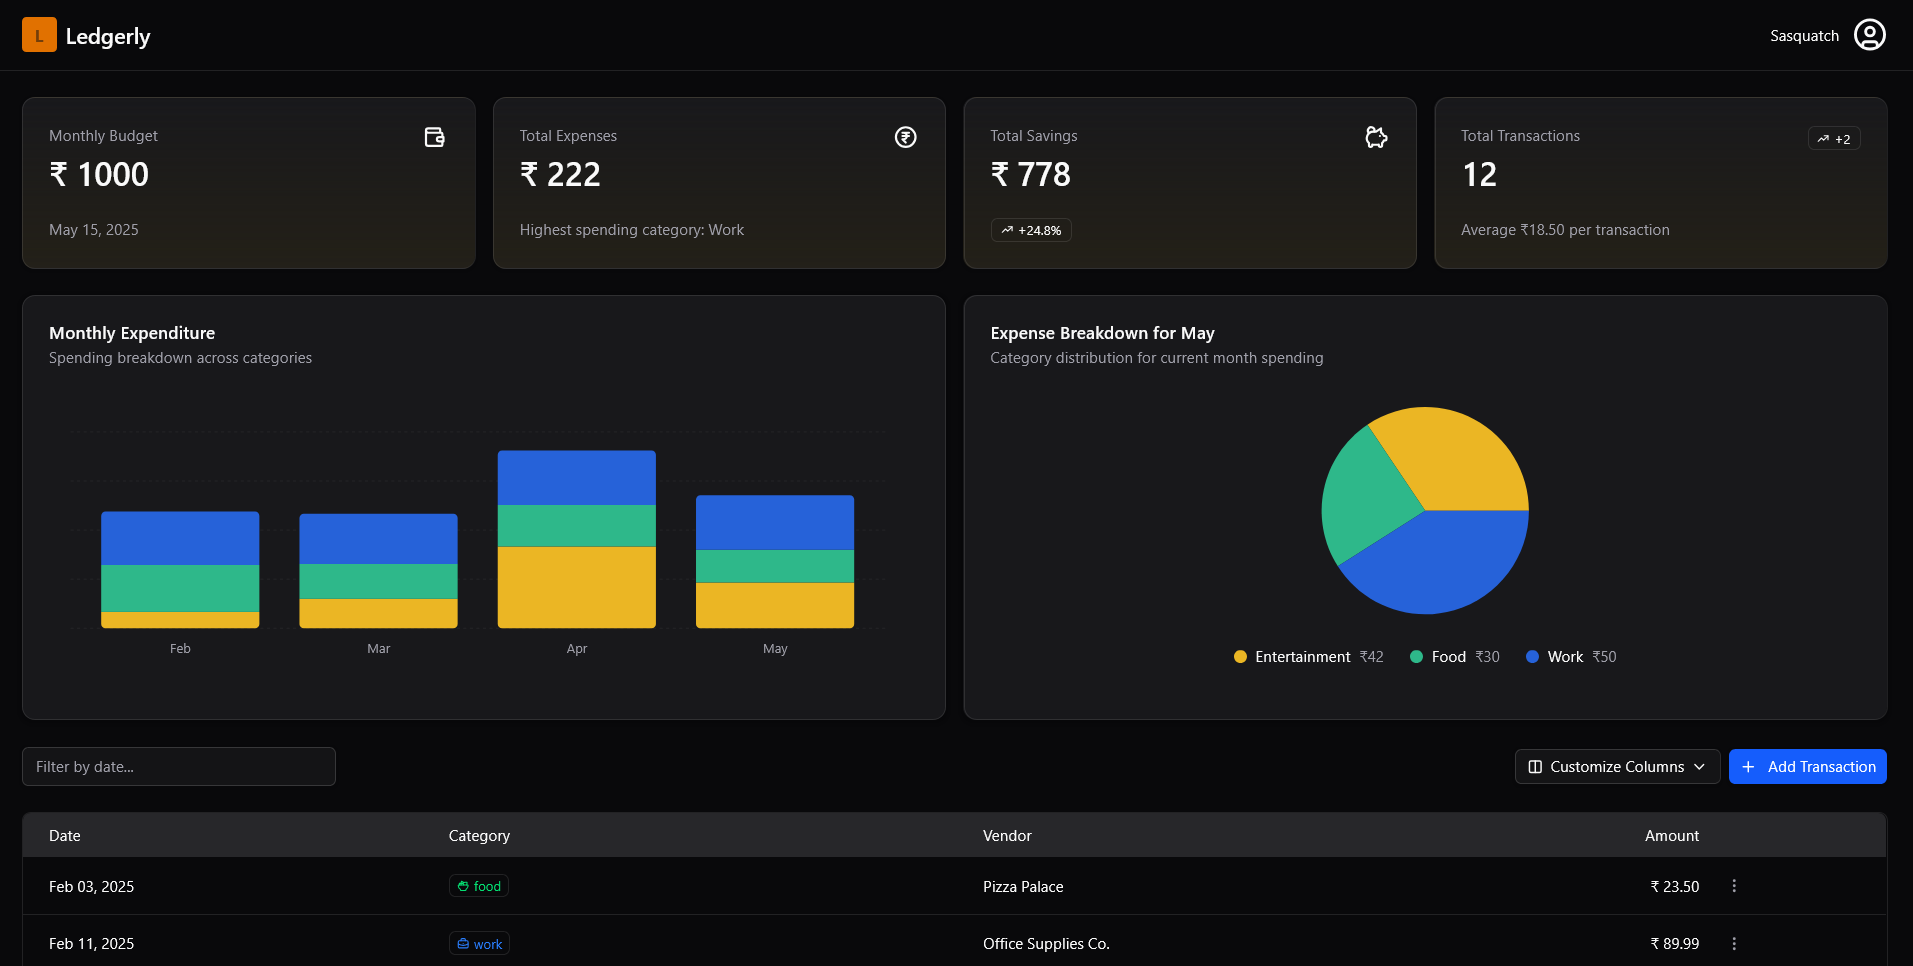 L
Ledgerly
Sasquatch
Monthly Budget
₹ 1000
May 15, 2025
Total Expenses
₹ 222
Highest spending category: Work
Total Savings
₹ 778
+24.8%
Total Transactions
+2
12
Average ₹18.50 per transaction
Monthly Expenditure
Spending breakdown across categories
Feb Mar Apr May
Expense Breakdown for May
Category distribution for current month spending
Entertainment ₹42 Food ₹30 Work ₹50
Filter by date...
Customize Columns
Add Transaction
Date Category Vendor Amount
Feb 03, 2025 food Pizza Palace ₹ 23.50
Feb 11, 2025 work Office Supplies Co. ₹ 89.99